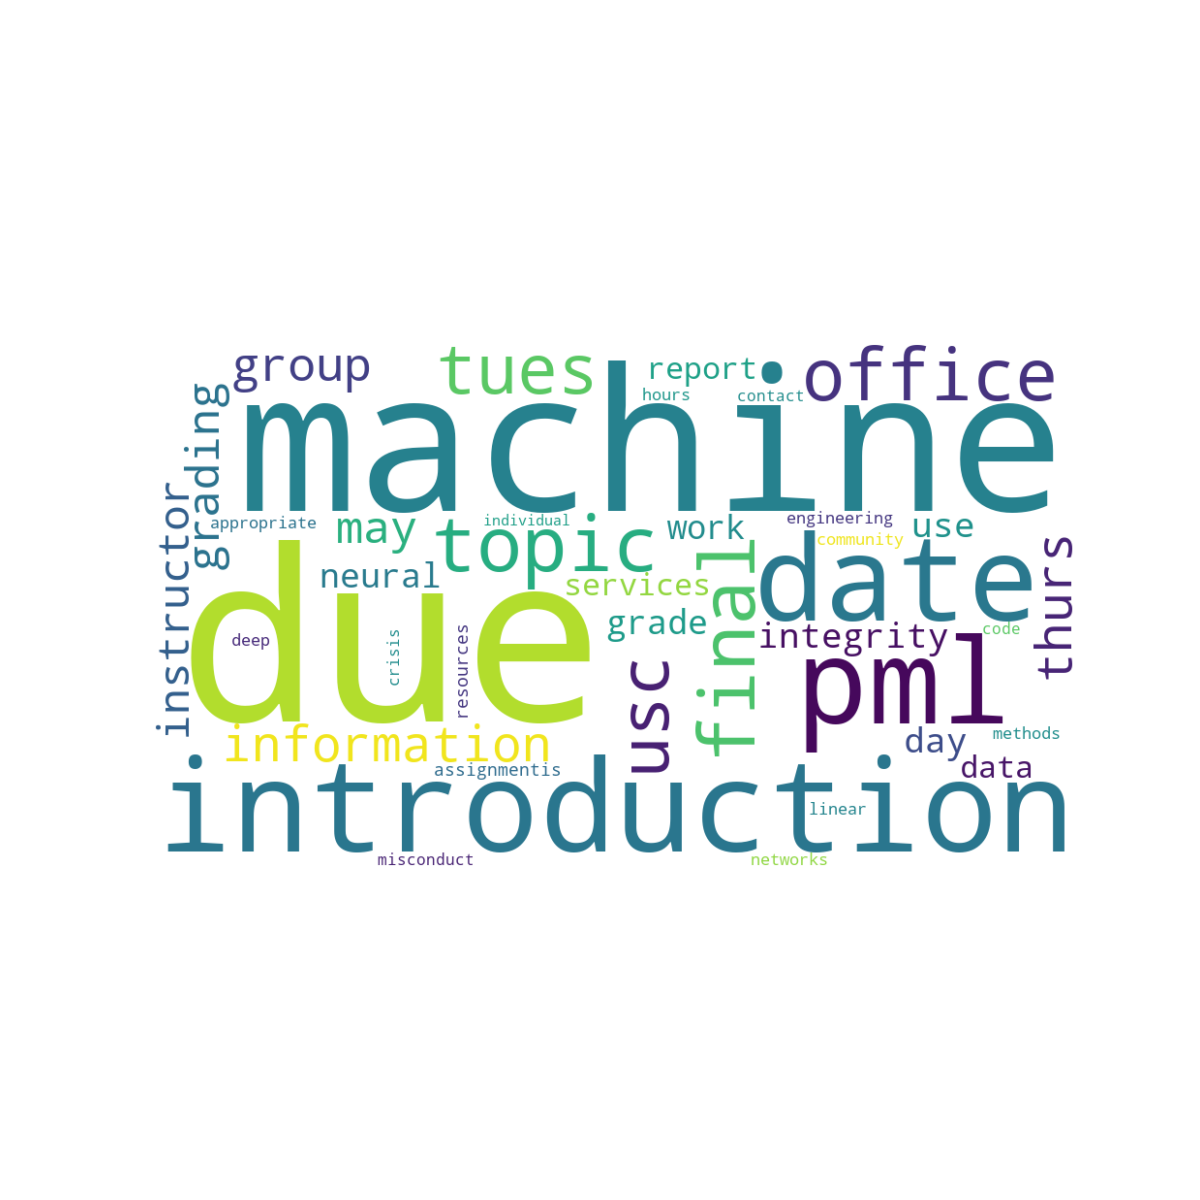 group
tues
report
office
hours
contact
machine
grading
instructor
appropriate
may
topic
individual
work
engineering
use
community
neural
due
services
date
thurs
final
grade
integrity
code
deep
crisis
resources
usc
pml
information
day
methods
assignmentis
data
introduction
linear
misconduct
networks